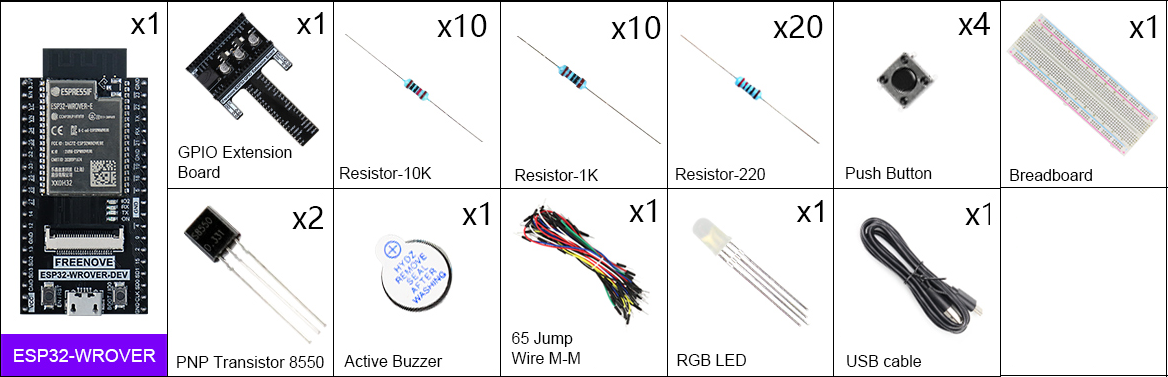 x1
ESPRESSIF
ESP32-WROVER-E
XX0H32
FREENOVE
ESP32-WROVER-DEV
ESP32-WROVER
x1
GPIO Extension
Board
x10
Resistor-10K
x10
Resistor-1K
x20
Resistor-220
x4
Push Button
x1
Breadboard
x2
PNP Transistor 8550
x1
HYDZ
REMOVE
SEAL
AFTER
WASHING
Active Buzzer
x1
65 Jump
Wire M-M
x1
RGB LED
x1
USB cable